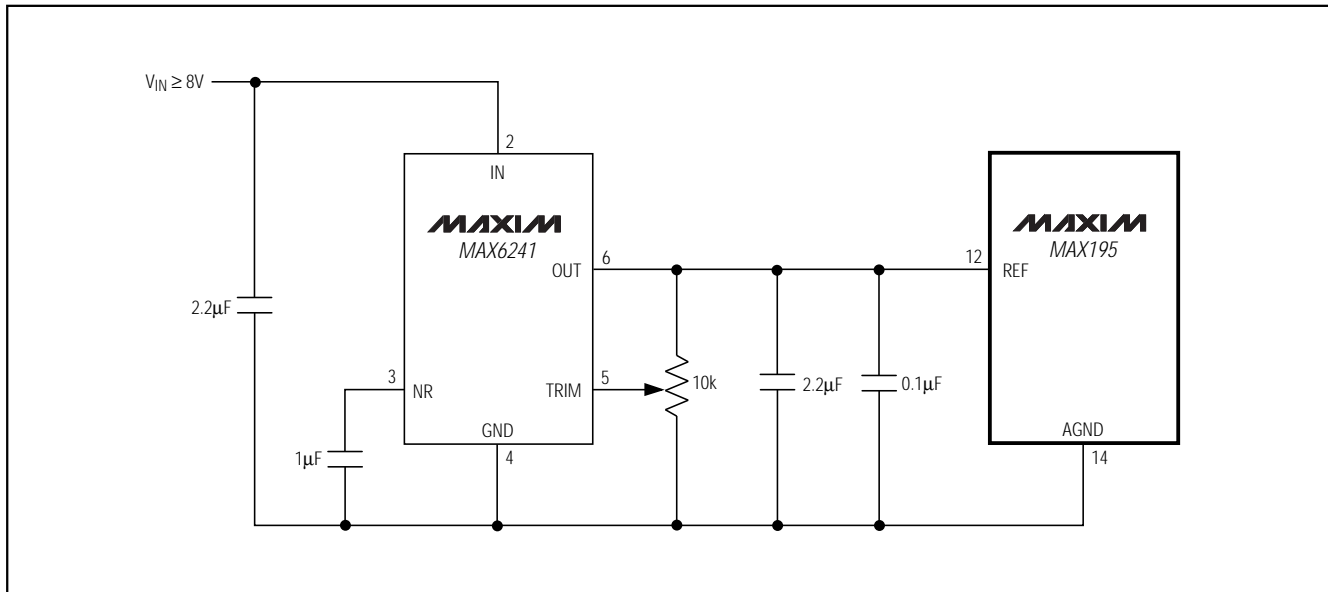 V_IN ≥ 8V
2
IN
MAXIM
MAX6241
OUT
6
12
REF
MAXIM
MAX195
2.2µF
3
NR
TRIM
5
10k
2.2µF
0.1µF
GND
4
AGND
14
1µF